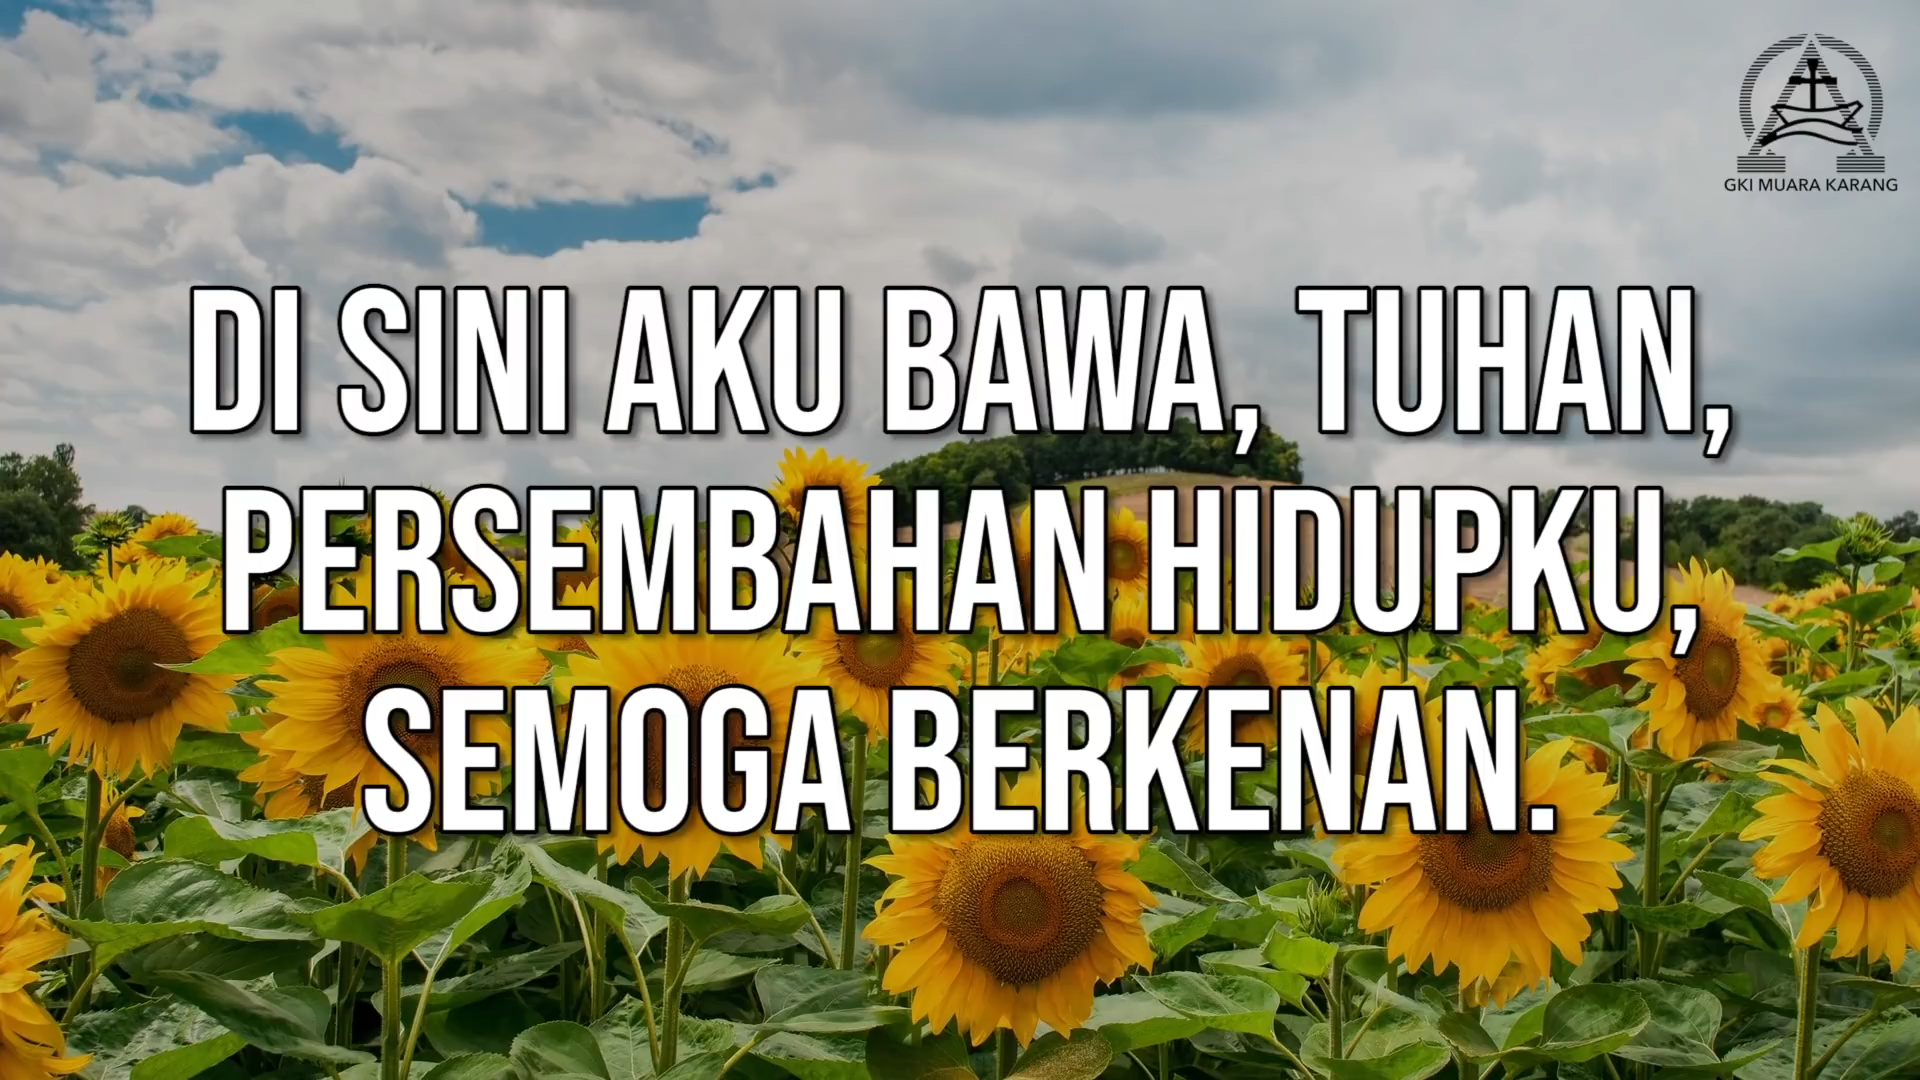 GKI MUARA KARANG
DI SINI AKU BAWA, TUHAN,
PERSEMBAHAN HIDUPKU,
SEMOGA BERKENAN.